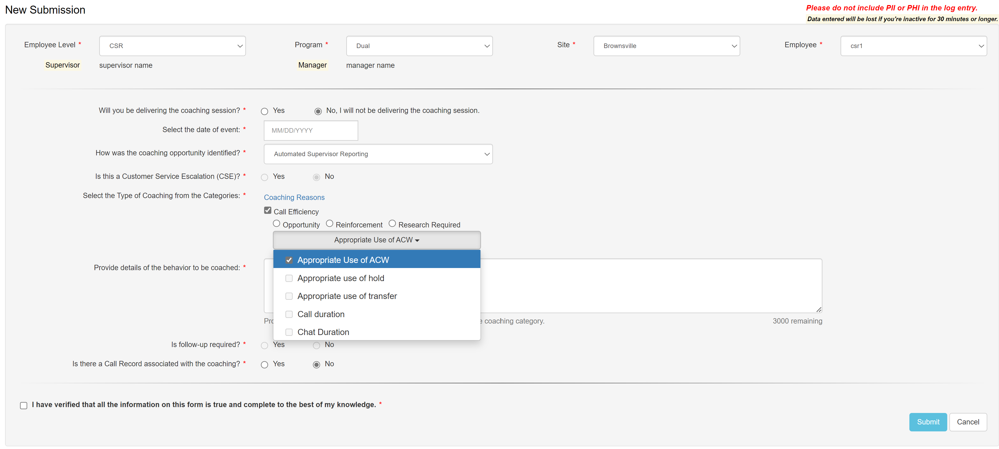 New Submission
Please do not include PII or PHI in the log entry.
Data entered will be lost if you're inactive for 30 minutes or longer.
Employee Level * CSR Program * Dual Site * Brownsville Employee * csr1
Supervisor supervisor name Manager manager name
Will you be delivering the coaching session? * Yes No, I will not be delivering the coaching session.
Select the date of event: * MM/DD/YYYY
How was the coaching opportunity identified? * Automated Supervisor Reporting
Is this a Customer Service Escalation (CSE)? * Yes No
Select the Type of Coaching from the Categories: * Coaching Reasons
Call Efficiency
Opportunity Reinforcement Research Required
Appropriate Use of ACW
Appropriate Use of ACW
Provide details of the behavior to be coached: *
Appropriate use of hold
Appropriate use of transfer
Call duration
coaching category. 3000 remaining
Chat Duration
Is follow-up required? * Yes No
Is there a Call Record associated with the coaching? * Yes No
I have verified that all the information on this form is true and complete to the best of my knowledge. *
Submit Cancel